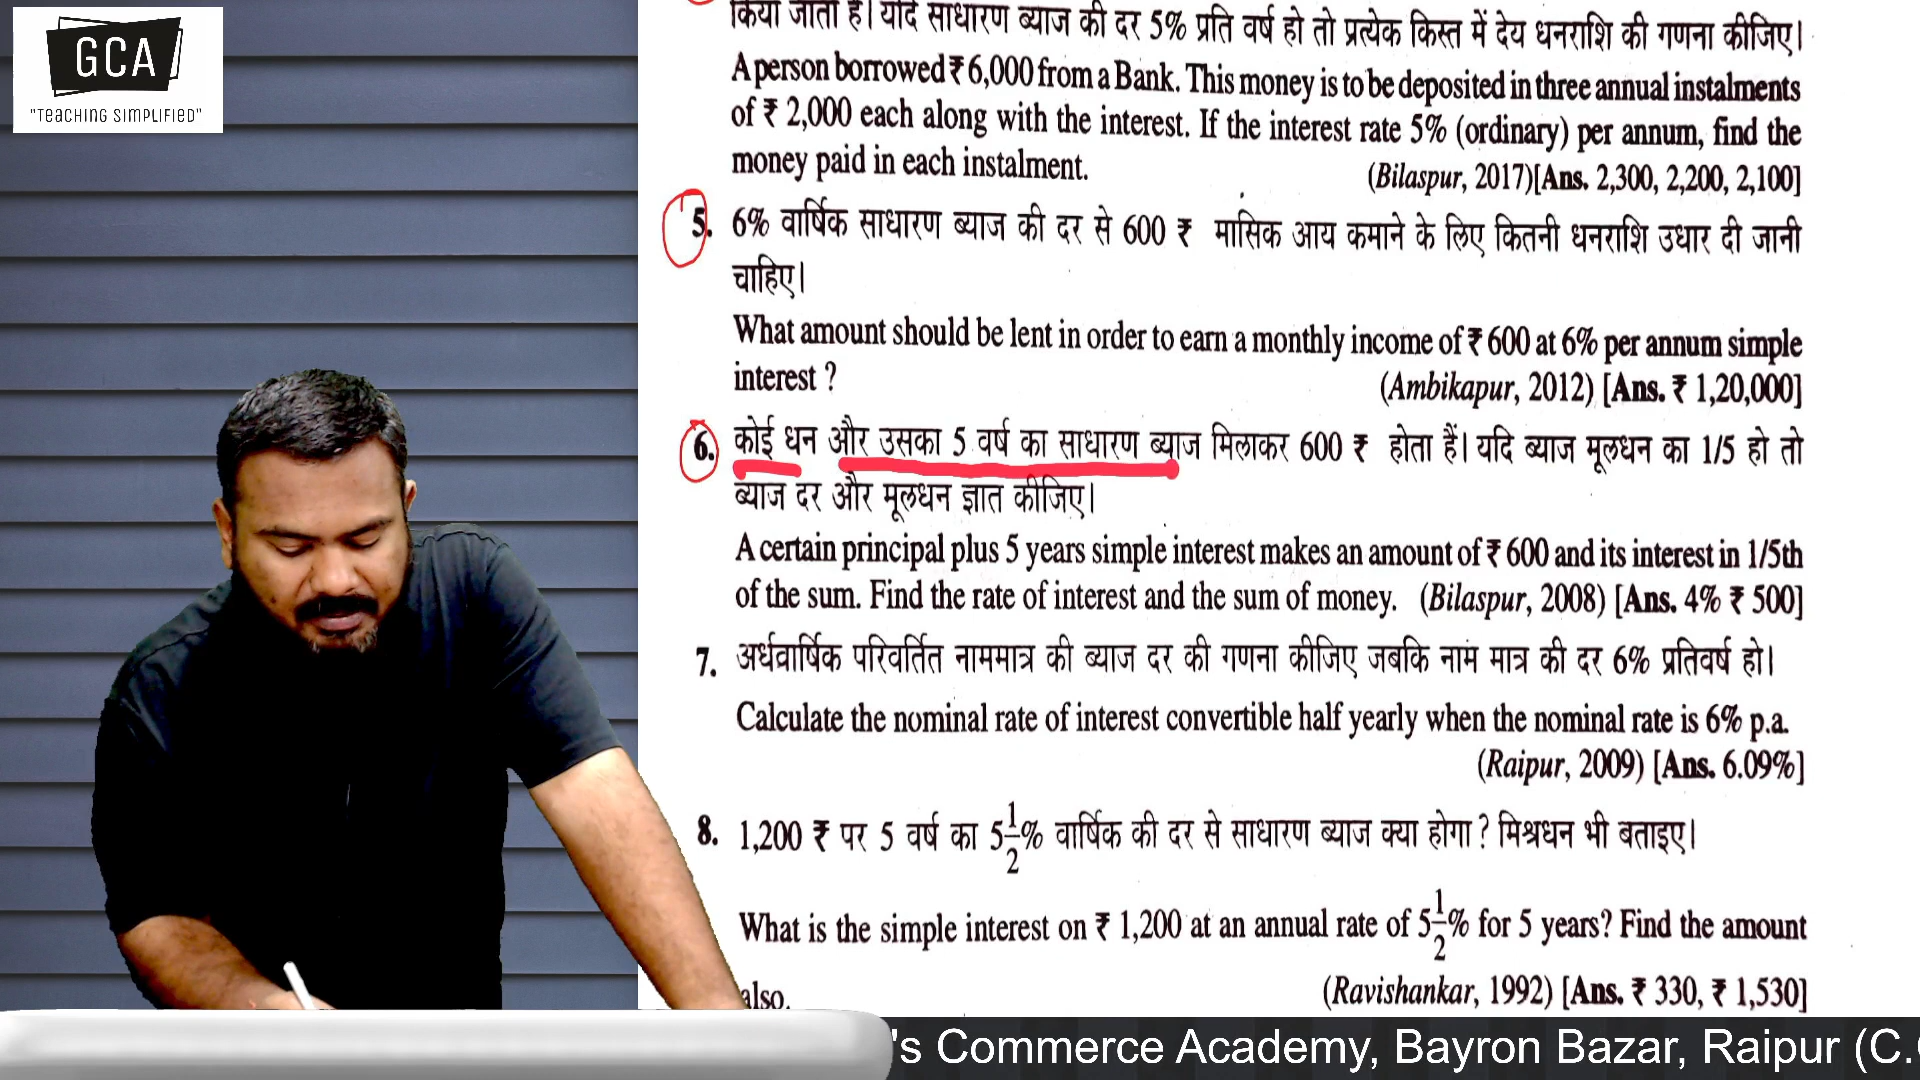 GCA
"Teaching Simplified"
किया जाता है। यदि साधारण ब्याज की दर 5% प्रति वर्ष हो तो प्रत्येक किस्त में देय धनराशि की गणना कीजिए।
A person borrowed ₹ 6,000 from a Bank. This money is to be deposited in three annual instalments
of ₹ 2,000 each along with the interest. If the interest rate 5% (ordinary) per annum, find the
money paid in each instalment. (Bilaspur, 2017)[Ans. 2,300, 2,200, 2,100]
5. 6% वार्षिक साधारण ब्याज की दर से 600 ₹ मासिक आय कमाने के लिए कितनी धनराशि उधार दी जानी
चाहिए।
What amount should be lent in order to earn a monthly income of ₹ 600 at 6% per annum simple
interest ? (Ambikapur, 2012) [Ans. ₹ 1,20,000]
6. कोई धन और उसका 5 वर्ष का साधारण ब्याज मिलाकर 600 ₹ होता हैं। यदि ब्याज मूलधन का 1/5 हो तो
ब्याज दर और मूलधन ज्ञात कीजिए।
A certain principal plus 5 years simple interest makes an amount of ₹ 600 and its interest in 1/5th
of the sum. Find the rate of interest and the sum of money. (Bilaspur, 2008) [Ans. 4% ₹ 500]
7. अर्धवार्षिक परिवर्तित नाममात्र की ब्याज दर की गणना कीजिए जबकि नाम मात्र की दर 6% प्रतिवर्ष हो।
Calculate the nominal rate of interest convertible half yearly when the nominal rate is 6% p.a.
(Raipur, 2009) [Ans. 6.09%]
8. 1,200 ₹ पर 5 वर्ष का 5 1/2% वार्षिक की दर से साधारण ब्याज क्या होगा? मिश्रधन भी बताइए।
What is the simple interest on ₹ 1,200 at an annual rate of 5 1/2% for 5 years? Find the amount
also. (Ravishankar, 1992) [Ans. ₹ 330, ₹ 1,530]
's Commerce Academy, Bayron Bazar, Raipur (C.